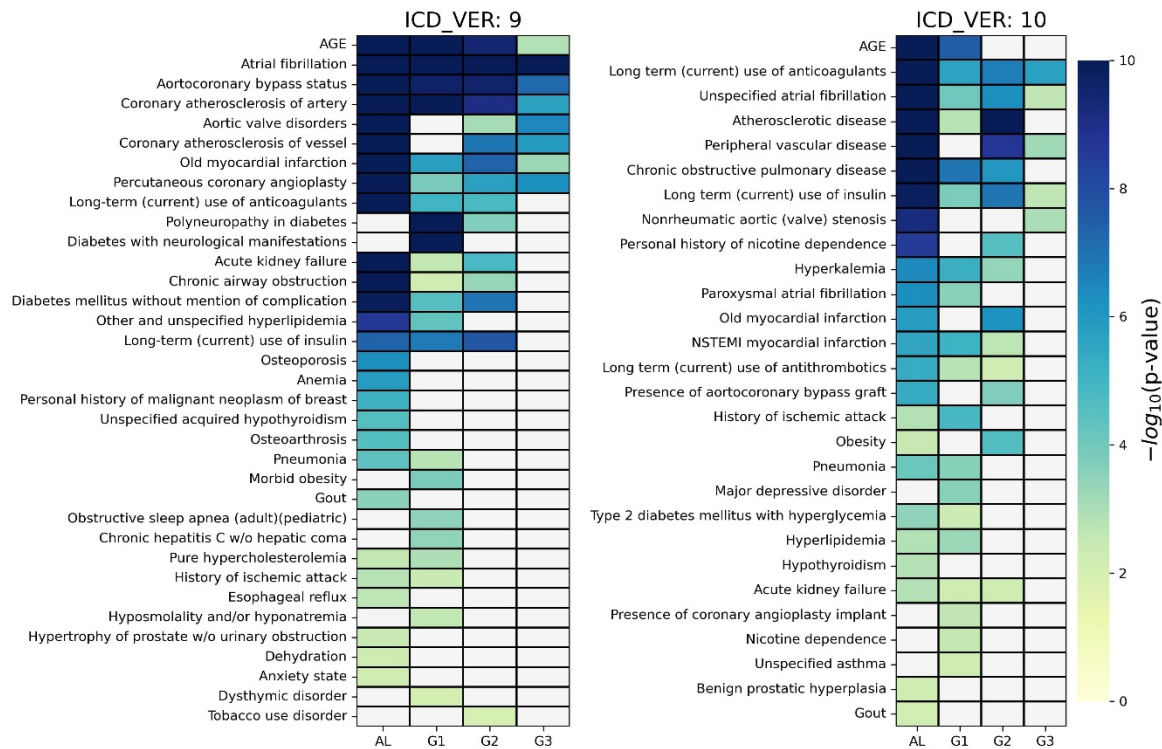 ICD_VER: 9
AGE
Atrial fibrillation
Aortocoronary bypass status
Coronary atherosclerosis of artery
Aortic valve disorders
Coronary atherosclerosis of vessel
Old myocardial infarction
Percutaneous coronary angioplasty
Long-term (current) use of anticoagulants
Polyneuropathy in diabetes
Diabetes with neurological manifestations
Acute kidney failure
Chronic airway obstruction
Diabetes mellitus without mention of complication
Other and unspecified hyperlipidemia
Long-term (current) use of insulin
Osteoporosis
Anemia
Personal history of malignant neoplasm of breast
Unspecified acquired hypothyroidism
Osteoarthrosis
Pneumonia
Morbid obesity
Gout
Obstructive sleep apnea (adult)(pediatric)
Chronic hepatitis C w/o hepatic coma
Pure hypercholesterolemia
History of ischemic attack
Esophageal reflux
Hyposmolality and/or hyponatremia
Hypertrophy of prostate w/o urinary obstruction
Dehydration
Anxiety state
Dysthymic disorder
Tobacco use disorder
AL G1 G2 G3
ICD_VER: 10
AGE
Long term (current) use of anticoagulants
Unspecified atrial fibrillation
Atherosclerotic disease
Peripheral vascular disease
Chronic obstructive pulmonary disease
Long term (current) use of insulin
Nonrheumatic aortic (valve) stenosis
Personal history of nicotine dependence
Hyperkalemia
Paroxysmal atrial fibrillation
Old myocardial infarction
NSTEMI myocardial infarction
Long term (current) use of antithrombotics
Presence of aortocoronary bypass graft
History of ischemic attack
Obesity
Pneumonia
Major depressive disorder
Type 2 diabetes mellitus with hyperglycemia
Hyperlipidemia
Hypothyroidism
Acute kidney failure
Presence of coronary angioplasty implant
Nicotine dependence
Unspecified asthma
Benign prostatic hyperplasia
Gout
AL G1 G2 G3
10
8
6
4
2
0
−log₁₀(p-value)